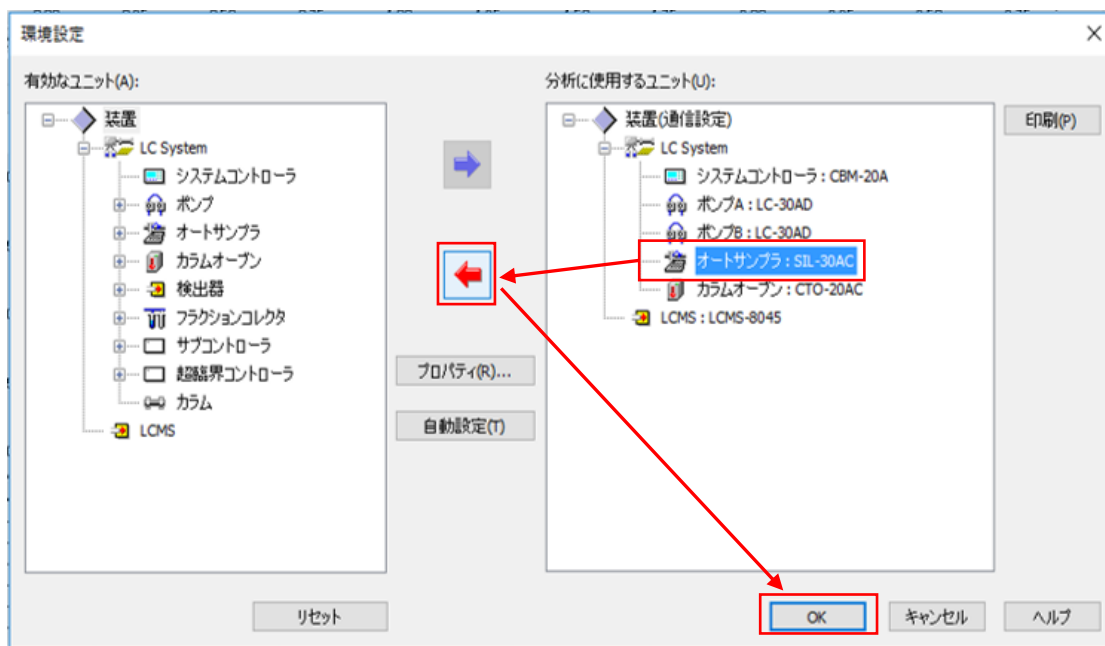 環境設定
有効なユニット(A):
装置
LC System
システムコントローラ
ポンプ
オートサンプラ
カラムオーブン
検出器
フラクションコレクタ
サブコントローラ
超臨界コントローラ
カラム
LCMS
プロパティ(R)...
自動設定(T)
分析に使用するユニット(U):
装置(通信設定)
LC System
システムコントローラ : CBM-20A
ポンプA : LC-30AD
ポンプB : LC-30AD
オートサンプラ : SIL-30AC
カラムオーブン : CTO-20AC
LCMS : LCMS-8045
印刷(P)
リセット
OK
キャンセル
ヘルプ